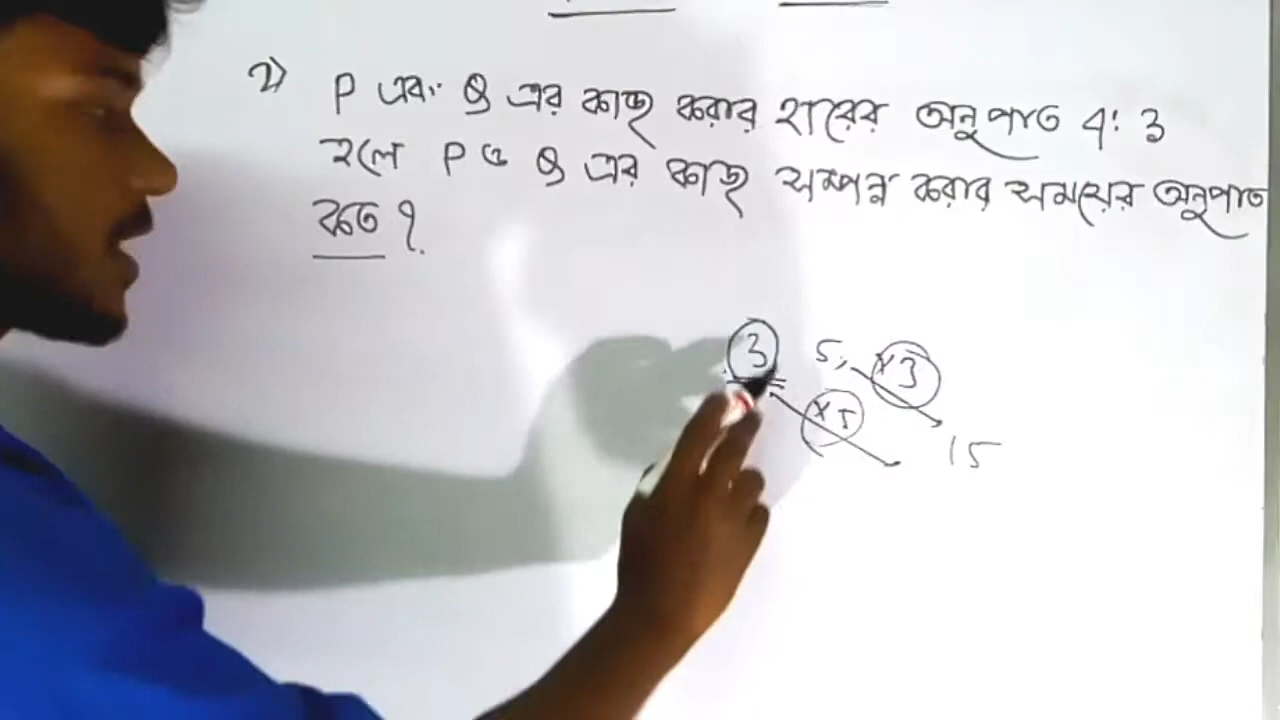 ২) P এবং Q এর কাজ করার হারের অনুপাত 4:3
হলে P ও Q এর কাজ সম্পন্ন করার সময়ের অনুপাত
কত ?
3 5, ×3
×5
15